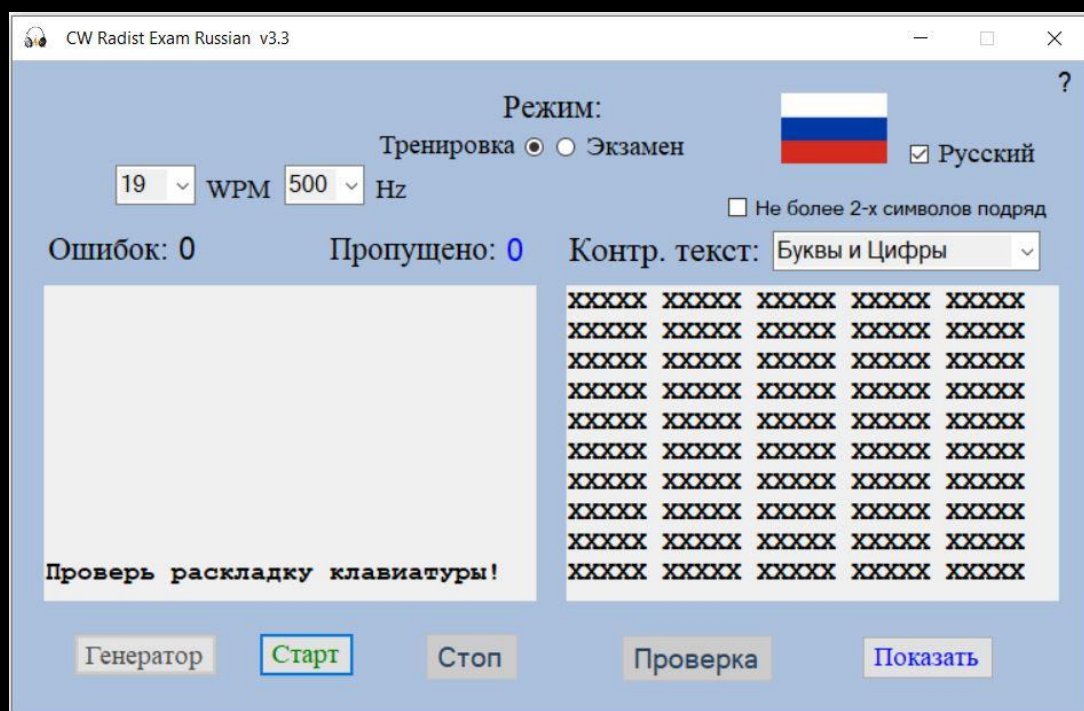 CW Radist Exam Russian v3.3
?
Режим:
Тренировка Экзамен
Русский
19 WPM 500 Hz
Не более 2-х символов подряд
Ошибок: 0 Пропущено: 0 Контр. текст: Буквы и Цифры
XXXXX XXXXX XXXXX XXXXX XXXXX
XXXXX XXXXX XXXXX XXXXX XXXXX
XXXXX XXXXX XXXXX XXXXX XXXXX
XXXXX XXXXX XXXXX XXXXX XXXXX
XXXXX XXXXX XXXXX XXXXX XXXXX
XXXXX XXXXX XXXXX XXXXX XXXXX
XXXXX XXXXX XXXXX XXXXX XXXXX
XXXXX XXXXX XXXXX XXXXX XXXXX
XXXXX XXXXX XXXXX XXXXX XXXXX
Проверь раскладку клавиатуры! XXXXX XXXXX XXXXX XXXXX XXXXX
Генератор Старт Стоп Проверка Показать